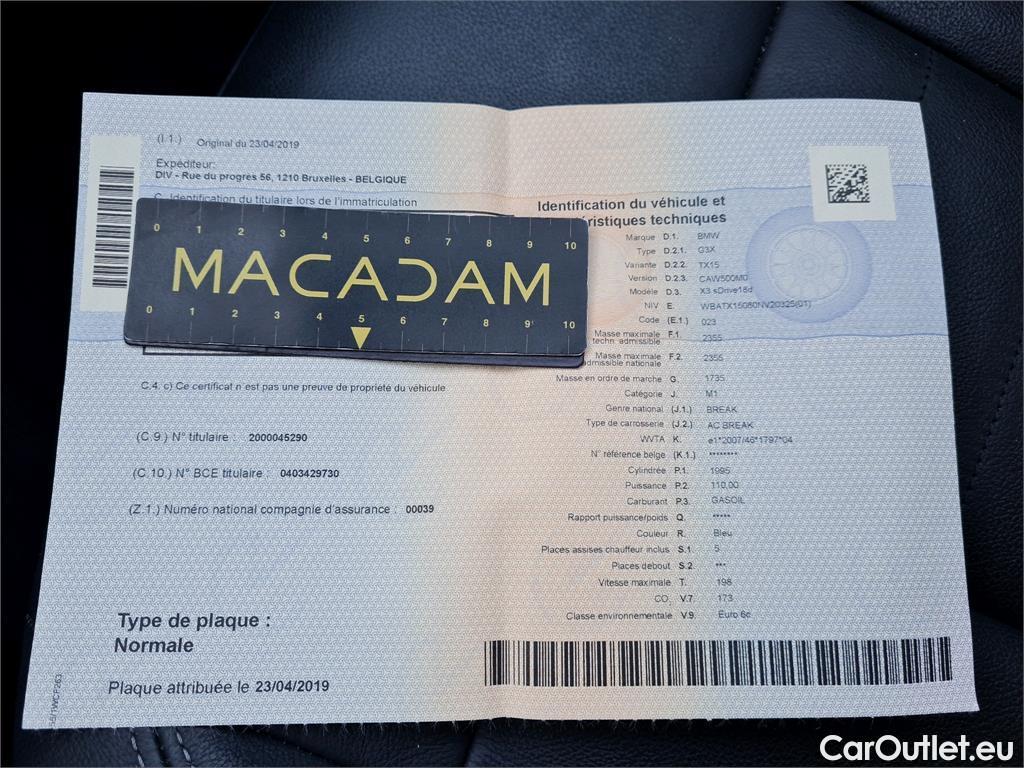 (I.1.) Original du 23/04/2019
Expéditeur:
DIV - Rue du progrès 56, 1210 Bruxelles - BELGIQUE
C. Identification du titulaire lors de l'immatriculation
0 1 2 3 4 5 6 7 8 9 10
MACADAM
0 1 2 3 4 5 6 7 8 9 10
C.4. c) Ce certificat n'est pas une preuve de propriété du véhicule
(C.9.) N° titulaire : 2000045290
(C.10.) N° BCE titulaire : 0403429730
(Z.1.) Numéro national compagnie d'assurance : 00039
Type de plaque :
Normale
Plaque attribuée le 23/04/2019
Identification du véhicule et
techniques
Marque D.1. BMW
Type D.2.1. G3X
Variante D.2.2. TX15
Version D.2.3. CAW500M0
Modèle D.3. X3 sDrive18d
NIV E. WBATX15080NV20325(01)
Code (E.1.) 023
Masse maximale F.1. 2355
techn. admissible
Masse maximale F.2. 2355
admissible nationale
Masse en ordre de marche G. 1735
Catégorie J. M1
Genre national (J.1.) BREAK
Type de carrosserie (J.2.) AC BREAK
WVTA K. e1*2007/46*1797*04
N° référence belge (K.1.) ********
Cylindrée P.1. 1995
Puissance P.2. 110,00
Carburant P.3. GASOIL
Rapport puissance/poids Q. *****
Couleur R. Bleu
Places assises chauffeur inclus S.1. 5
Places debout S.2. ***
Vitesse maximale T. 198
CO₂ V.7. 173
Classe environnementale V.9. Euro 6c
CarOutlet.eu